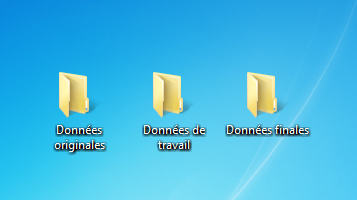 Données
originales
Données de
travail
Données finales